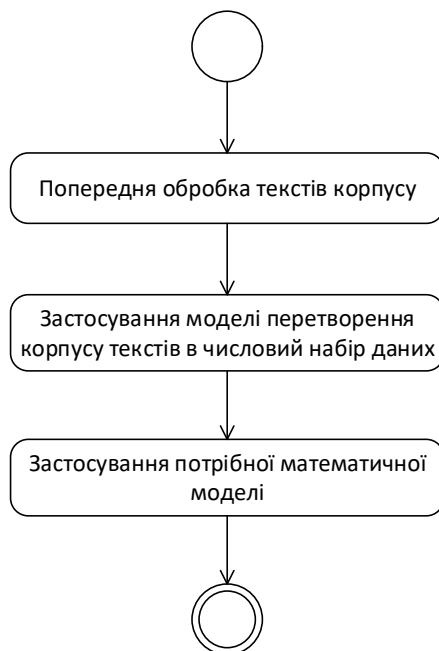 Попередня обробка текстів корпусу
Застосування моделі перетворення
корпусу текстів в числовий набір даних
Застосування потрібної математичної
моделі